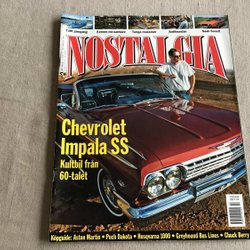 NOSTALGIA
Chevrolet
Impala SS
Kultbil från
60-talet
Köpguide: Aston Martin • Puch Dakota • Husqvarna 1000 • Greyhound Bus Lines • Chuck Berry